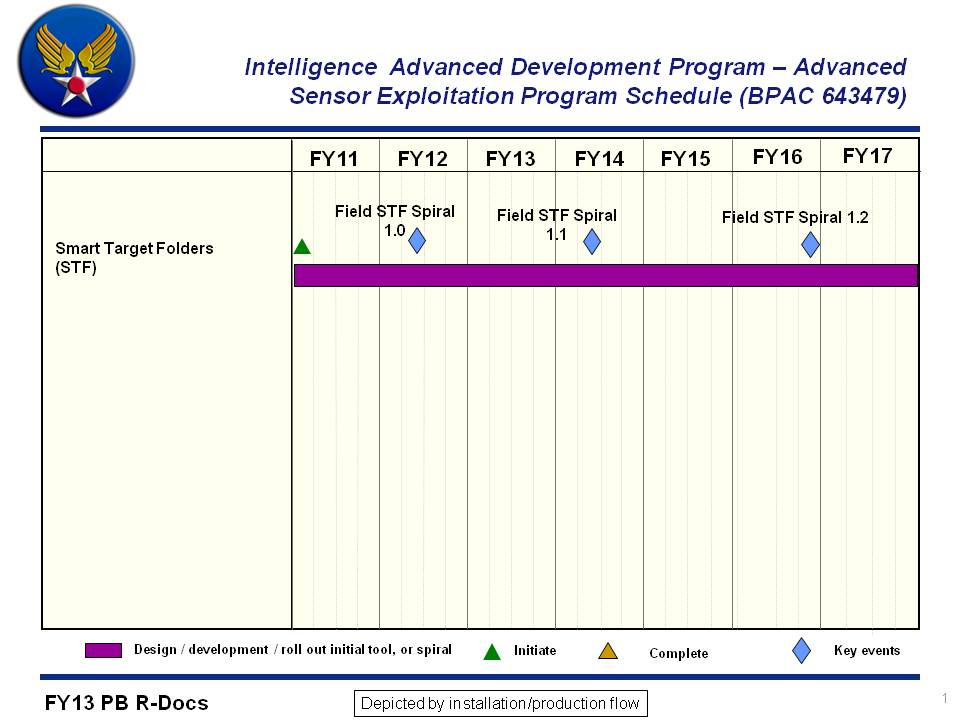 Intelligence Advanced Development Program – Advanced
Sensor Exploitation Program Schedule (BPAC 643479)
FY11 FY12 FY13 FY14 FY15 FY16 FY17
Field STF Spiral
1.0
Field STF Spiral
1.1
Field STF Spiral 1.2
Smart Target Folders
(STF)
Design / development / roll out initial tool, or spiral
Initiate
Complete
Key events
FY13 PB R-Docs
Depicted by installation/production flow
1